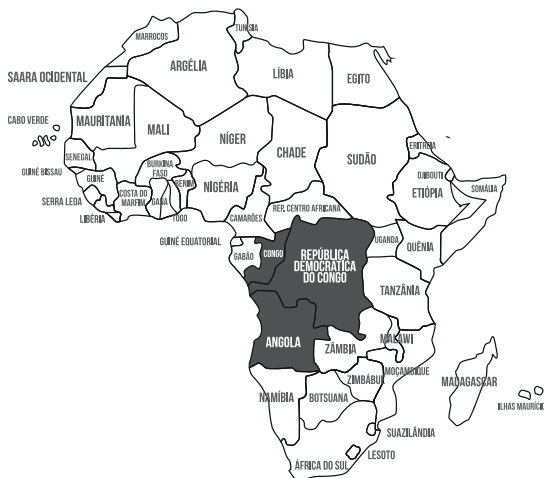 TUNÍSIA
MARROCOS
ARGÉLIA
LÍBIA
EGITO
SAARA OCIDENTAL
CABO VERDE
MAURITANIA
MALI
NÍGER
CHADE
SUDÃO
ERITREIA
SENEGAL
BURKINA
FASO
DJIBOUTI
GUINÉ BISSAU
GUINÉ
BENIM
NIGÉRIA
ETIÓPIA
SOMÁLIA
SERRA LEOA
COSTA DO
MARFIM
GANA
LIBÉRIA
TOGO
CAMARÕES
REP. CENTRO AFRICANA
GUINÉ EQUATORIAL
GABÃO
CONGO
REPÚBLICA
DEMOCRÁTICA
DO CONGO
UGANDA
QUÊNIA
TANZÂNIA
ANGOLA
ZÂMBIA
MALAWI
MOÇAMBIQUE
ZIMBÁBUE
MADAGASCAR
NAMÍBIA
BOTSUANA
ILHAS MAURÍCIO
SUAZILÂNDIA
LESOTO
ÁFRICA DO SUL